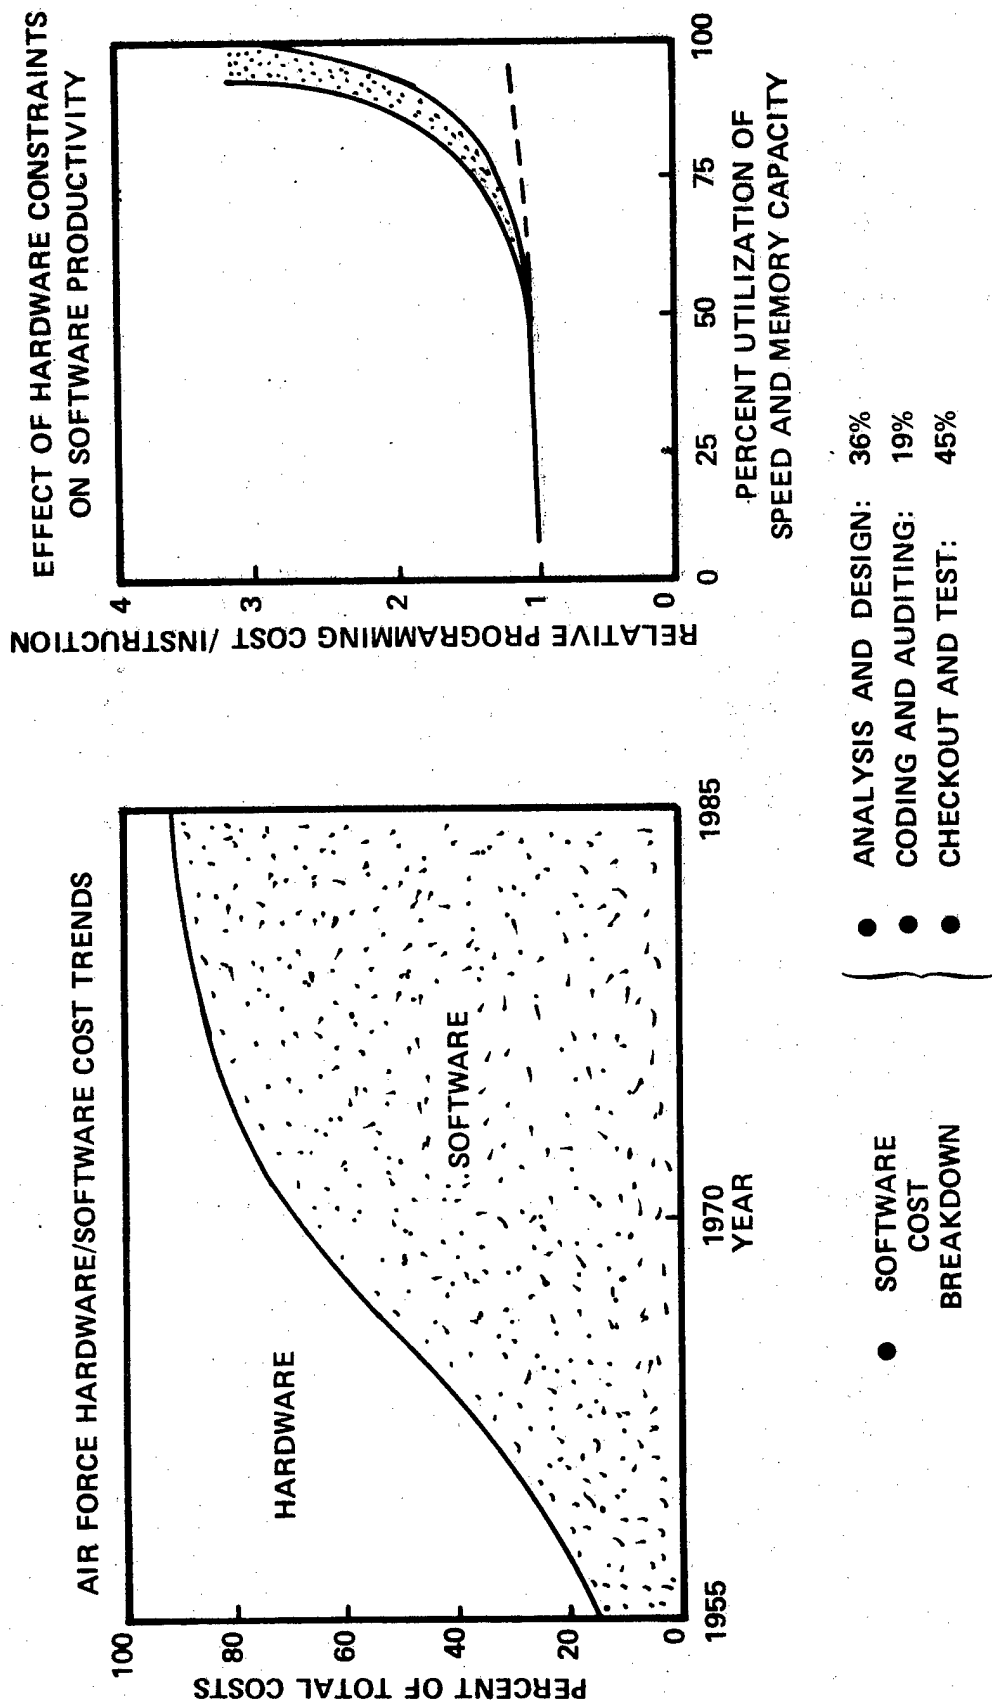 AIR FORCE HARDWARE/SOFTWARE COST TRENDS
PERCENT OF TOTAL COSTS
100
80
60
40
20
0
HARDWARE
SOFTWARE
1955
1970
1985
YEAR
EFFECT OF HARDWARE CONSTRAINTS
ON SOFTWARE PRODUCTIVITY
RELATIVE PROGRAMMING COST / INSTRUCTION
4
3
2
1
0
0
25
50
75
100
PERCENT UTILIZATION OF
SPEED AND MEMORY CAPACITY
● SOFTWARE
COST
BREAKDOWN
● ANALYSIS AND DESIGN: 36%
● CODING AND AUDITING: 19%
● CHECKOUT AND TEST: 45%